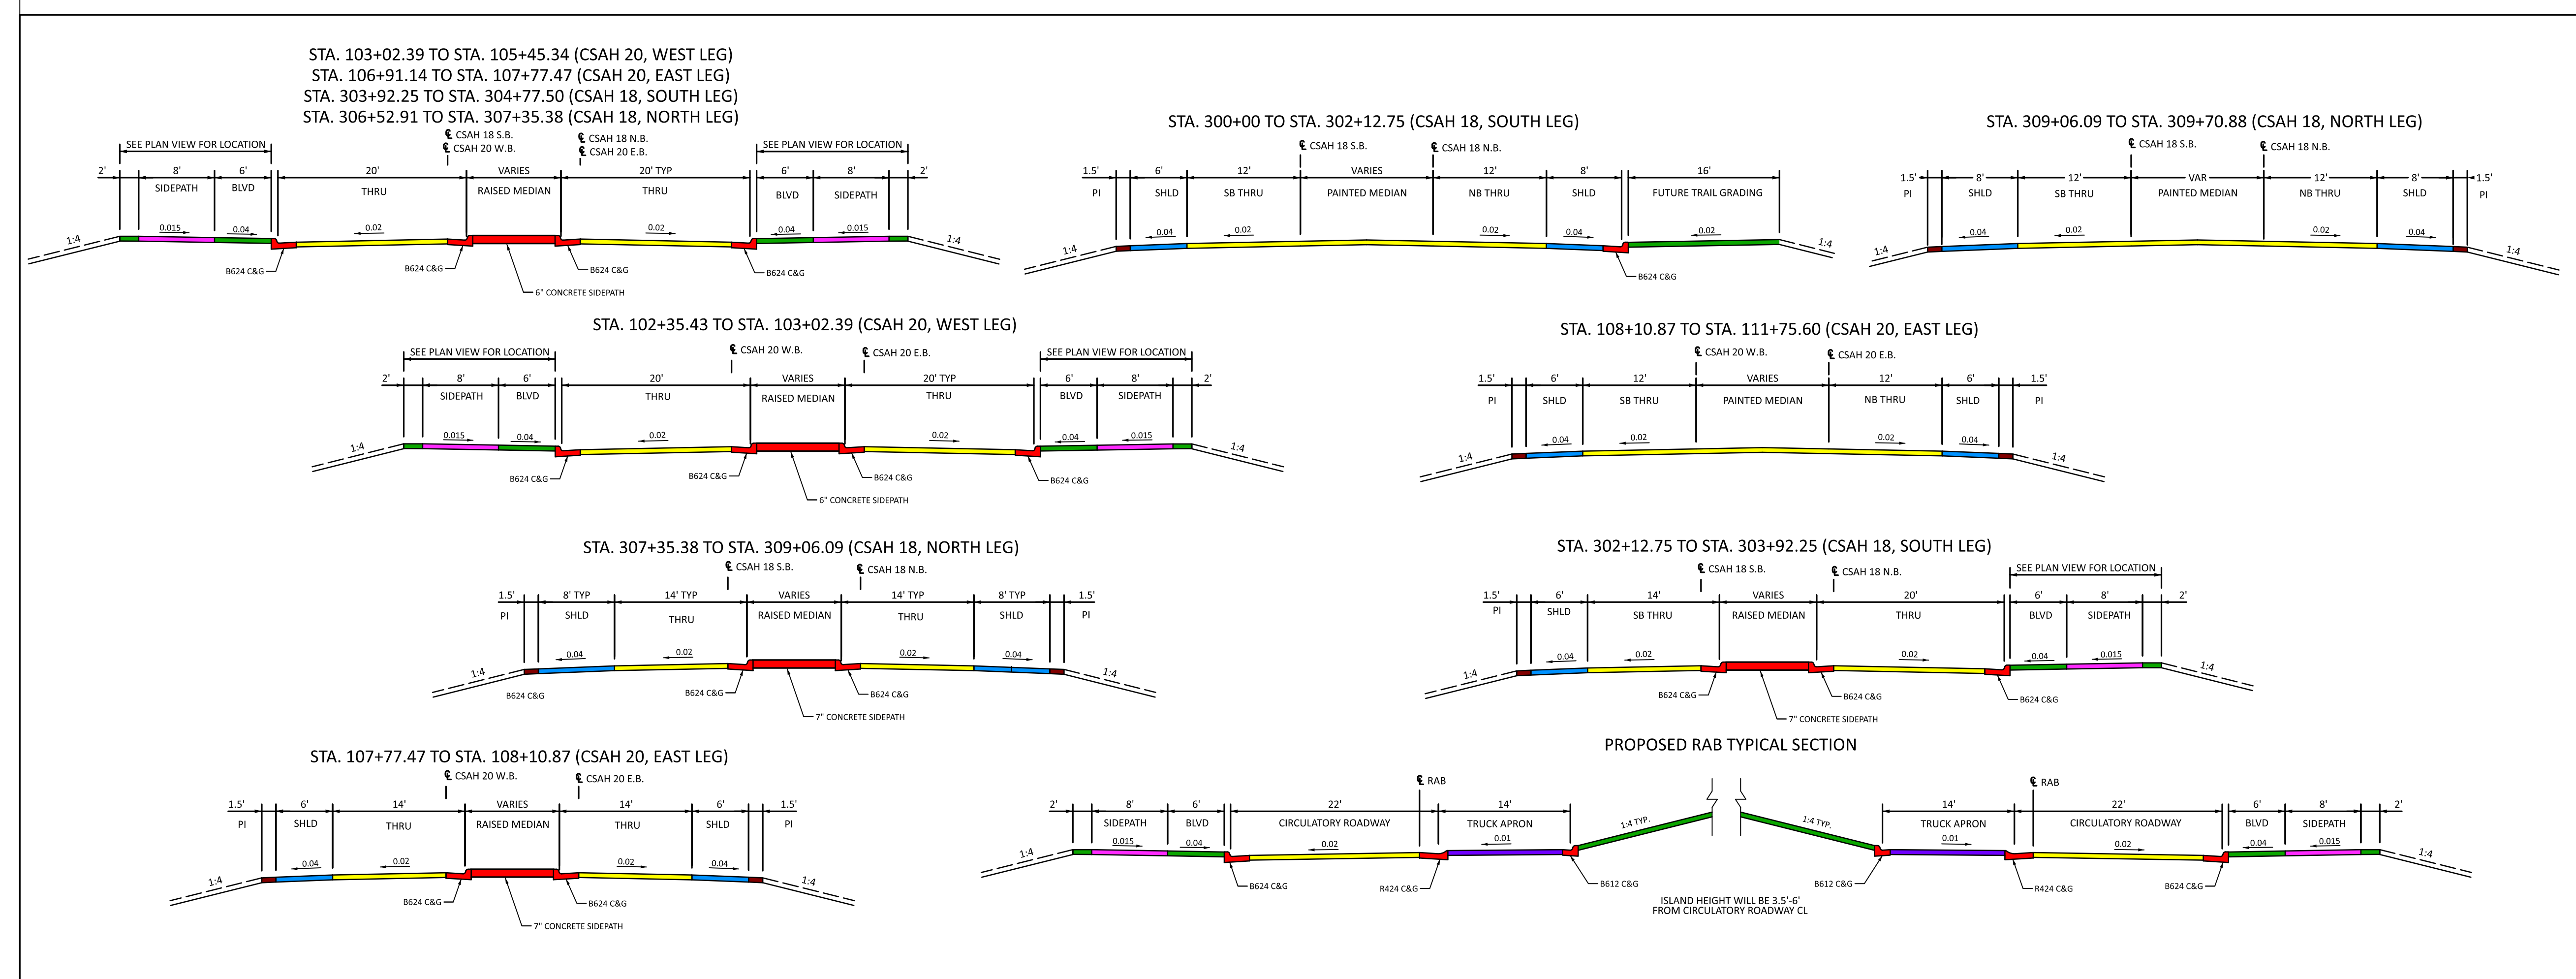 STA. 103+02.39 TO STA. 105+45.34 (CSAH 20, WEST LEG)
STA. 106+91.14 TO STA. 107+77.47 (CSAH 20, EAST LEG)
STA. 303+92.25 TO STA. 304+77.50 (CSAH 18, SOUTH LEG)
STA. 306+52.91 TO STA. 307+35.38 (CSAH 18, NORTH LEG)
℄ CSAH 18 S.B. ℄ CSAH 18 N.B.
℄ CSAH 20 W.B. ℄ CSAH 20 E.B.
SEE PLAN VIEW FOR LOCATION SEE PLAN VIEW FOR LOCATION
2' 8' 6' 20' VARIES 20' TYP 6' 8' 2'
SIDEPATH BLVD THRU RAISED MEDIAN THRU BLVD SIDEPATH
1:4 0.015 0.04 0.02 0.02 0.04 0.015 1:4
B624 C&G B624 C&G B624 C&G B624 C&G
6" CONCRETE SIDEPATH
STA. 300+00 TO STA. 302+12.75 (CSAH 18, SOUTH LEG)
℄ CSAH 18 S.B. ℄ CSAH 18 N.B.
1.5' 6' 12' VARIES 12' 8' 16'
PI SHLD SB THRU PAINTED MEDIAN NB THRU SHLD FUTURE TRAIL GRADING
1:4 0.04 0.02 0.02 0.04 0.02 1:4
B624 C&G
STA. 309+06.09 TO STA. 309+70.88 (CSAH 18, NORTH LEG)
℄ CSAH 18 S.B. ℄ CSAH 18 N.B.
1.5' 8' 12' VAR 12' 8' 1.5'
PI SHLD SB THRU PAINTED MEDIAN NB THRU SHLD PI
1:4 0.04 0.02 0.02 0.04 1:4
STA. 102+35.43 TO STA. 103+02.39 (CSAH 20, WEST LEG)
℄ CSAH 20 W.B. ℄ CSAH 20 E.B.
SEE PLAN VIEW FOR LOCATION SEE PLAN VIEW FOR LOCATION
2' 8' 6' 20' VARIES 20' TYP 6' 8' 2'
SIDEPATH BLVD THRU RAISED MEDIAN THRU BLVD SIDEPATH
1:4 0.015 0.04 0.02 0.02 0.04 0.015 1:4
B624 C&G B624 C&G B624 C&G B624 C&G
6" CONCRETE SIDEPATH
STA. 108+10.87 TO STA. 111+75.60 (CSAH 20, EAST LEG)
℄ CSAH 20 W.B. ℄ CSAH 20 E.B.
1.5' 6' 12' VARIES 12' 6' 1.5'
PI SHLD SB THRU PAINTED MEDIAN NB THRU SHLD PI
1:4 0.04 0.02 0.02 0.04 1:4
STA. 307+35.38 TO STA. 309+06.09 (CSAH 18, NORTH LEG)
℄ CSAH 18 S.B. ℄ CSAH 18 N.B.
1.5' 8' TYP 14' TYP VARIES 14' TYP 8' TYP 1.5'
PI SHLD THRU RAISED MEDIAN THRU SHLD PI
1:4 0.04 0.02 0.02 0.04 1:4
B624 C&G B624 C&G B624 C&G
7" CONCRETE SIDEPATH
STA. 302+12.75 TO STA. 303+92.25 (CSAH 18, SOUTH LEG)
℄ CSAH 18 S.B. ℄ CSAH 18 N.B. SEE PLAN VIEW FOR LOCATION
1.5' 6' 14' VARIES 20' 6' 8' 2'
PI SHLD SB THRU RAISED MEDIAN THRU BLVD SIDEPATH
1:4 0.04 0.02 0.02 0.04 0.015 1:4
B624 C&G B624 C&G B624 C&G
7" CONCRETE SIDEPATH
STA. 107+77.47 TO STA. 108+10.87 (CSAH 20, EAST LEG)
℄ CSAH 20 W.B. ℄ CSAH 20 E.B.
1.5' 6' 14' VARIES 14' 6' 1.5'
PI SHLD THRU RAISED MEDIAN THRU SHLD PI
1:4 0.04 0.02 0.02 0.04 1:4
B624 C&G B624 C&G
7" CONCRETE SIDEPATH
PROPOSED RAB TYPICAL SECTION
℄ RAB ℄ RAB
2' 8' 6' 22' 14' 14' 22' 6' 8' 2'
SIDEPATH BLVD CIRCULATORY ROADWAY TRUCK APRON 1:4 TYP. 1:4 TYP. TRUCK APRON CIRCULATORY ROADWAY BLVD SIDEPATH
1:4 0.015 0.04 0.02 0.01 0.01 0.02 0.04 0.015 1:4
B624 C&G R424 C&G B612 C&G B612 C&G R424 C&G B624 C&G
ISLAND HEIGHT WILL BE 3.5'-6'
FROM CIRCULATORY ROADWAY CL